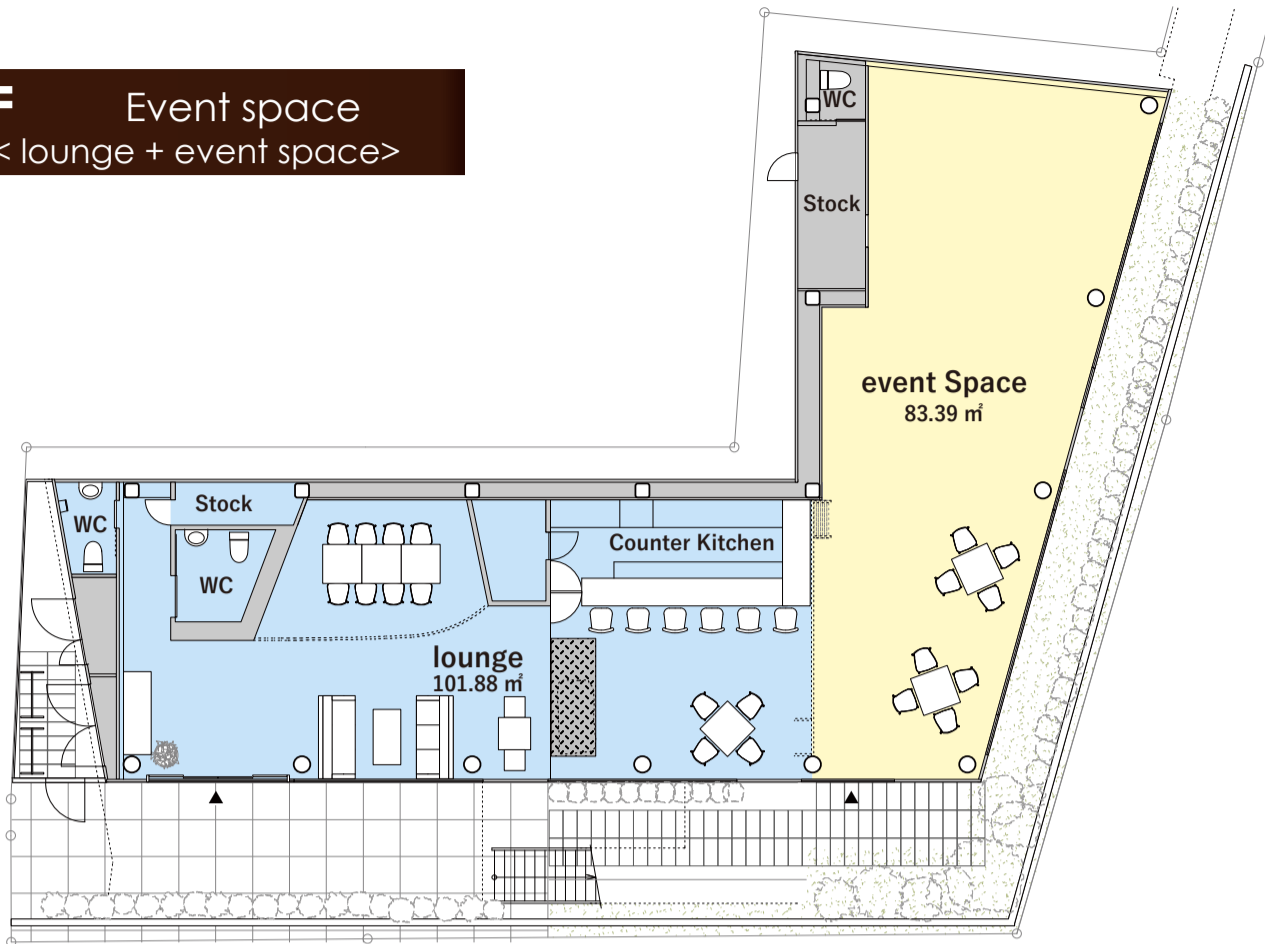 Event space
< lounge + event space>
WC
Stock
event Space
83.39 ㎡
Stock
WC
WC
Counter Kitchen
lounge
101.88 ㎡